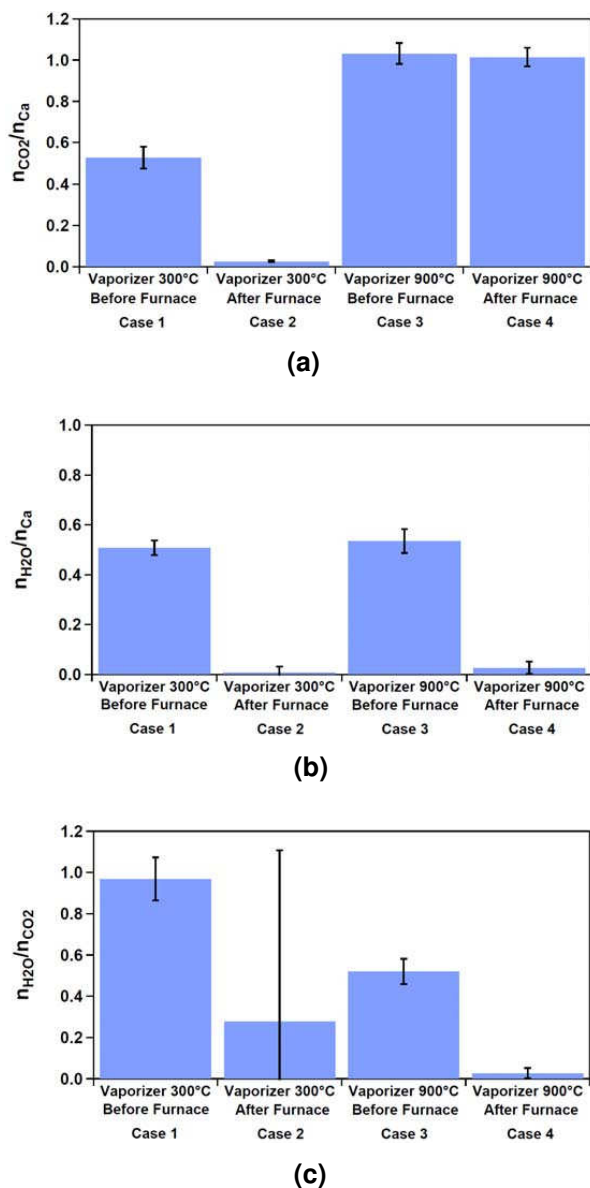 1.2
1.0
0.8
0.6
0.4
0.2
0.0
nCO2/nCa
Vaporizer 300°C Vaporizer 300°C Vaporizer 900°C Vaporizer 900°C
Before Furnace After Furnace Before Furnace After Furnace
Case 1 Case 2 Case 3 Case 4
(a)
1.0
0.8
0.6
0.4
0.2
0.0
nH2O/nCa
Vaporizer 300°C Vaporizer 300°C Vaporizer 900°C Vaporizer 900°C
Before Furnace After Furnace Before Furnace After Furnace
Case 1 Case 2 Case 3 Case 4
(b)
1.2
1.0
0.8
0.6
0.4
0.2
0.0
nH2O/nCO2
Vaporizer 300°C Vaporizer 300°C Vaporizer 900°C Vaporizer 900°C
Before Furnace After Furnace Before Furnace After Furnace
Case 1 Case 2 Case 3 Case 4
(c)